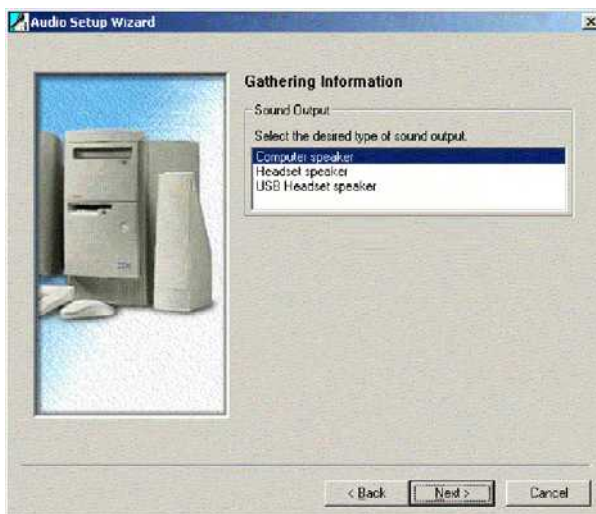 Audio Setup Wizard
Gathering Information
Sound Output
Select the desired type of sound output.
Computer speaker
Headset speaker
USB Headset speaker
IBM
< Back
Next >
Cancel